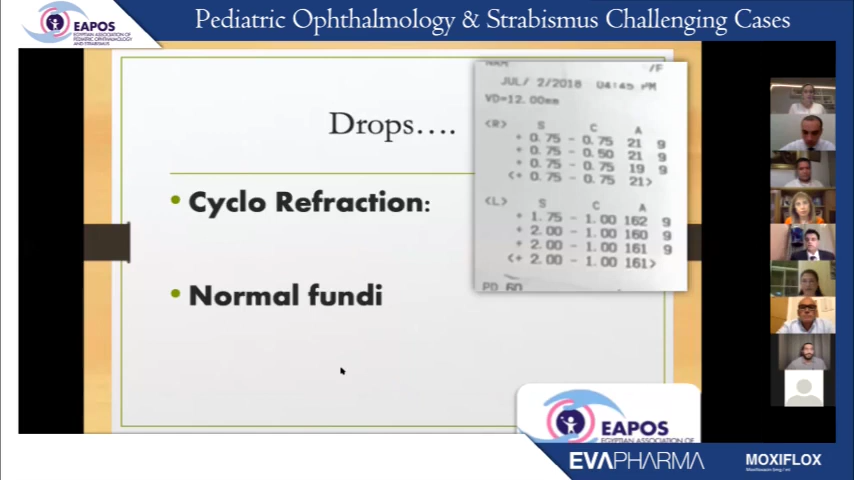 Pediatric Ophthalmology & Strabismus Challenging Cases
EAPOS
EGYPTIAN ASSOCIATION OF
PEDIATRIC OPHTHALMOLOGY
AND STRABISMUS
/F
JUL/ 2/2018 04:45 PM
VD=12.00mm
<R> S C A
+ 0.75 - 0.75 21 9
+ 0.75 - 0.50 21 9
+ 0.75 - 0.75 19 9
<+ 0.75 - 0.75 21>
<L> S C A
+ 1.75 - 1.00 162 9
+ 2.00 - 1.00 160 9
+ 2.00 - 1.00 161 9
<+ 2.00 - 1.00 161>
PD 60
Drops....
• Cyclo Refraction:
• Normal fundi
EAPOS
EGYPTIAN ASSOCIATION OF
EVAPHARMA
MOXIFLOX